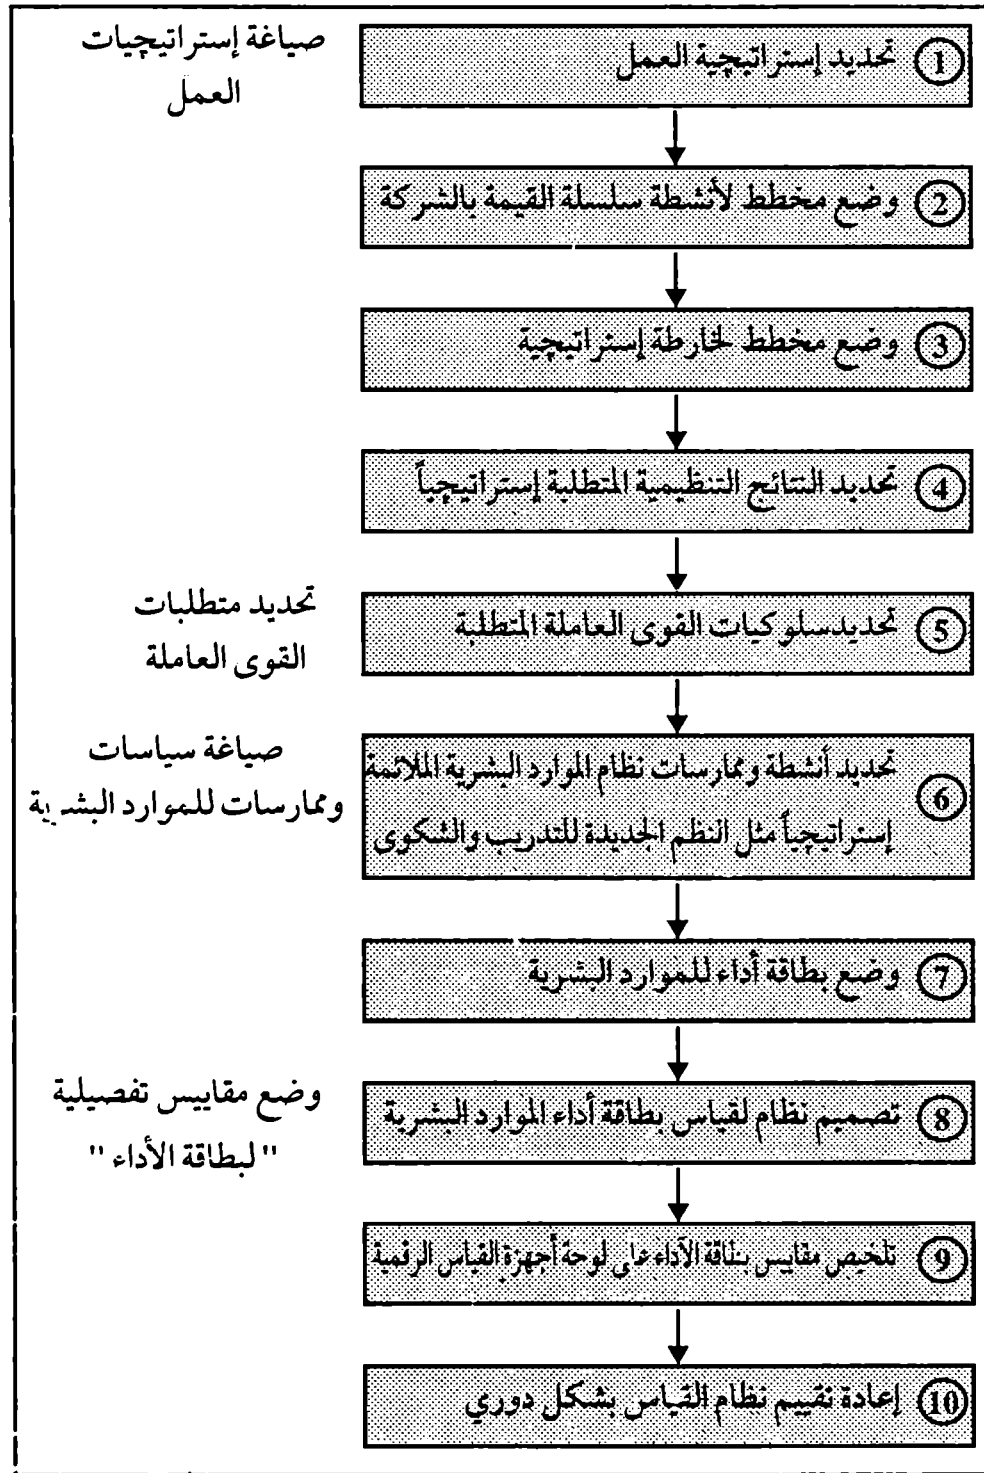 صياغة إستراتيجيات
العمل
① تحديد إستراتيجية العمل
② وضع مخطط لأنشطة سلسلة القيمة بالشركة
③ وضع مخطط لخارطة إستراتيجية
④ تحديد النتائج التنظيمية المتطلبة إستراتيجياً
تحديد متطلبات
القوى العاملة
⑤ تحديد سلوكيات القوى العاملة المتطلبة
صياغة سياسات
وممارسات للموارد البشرية
⑥ تحديد أنشطة وممارسات نظام الموارد البشرية الملائمة
إستراتيجياً مثل النظم الجديدة للتدريب والشكوى
⑦ وضع بطاقة أداء للموارد البشرية
وضع مقاييس تفصيلية
"لبطاقة الأداء"
⑧ تصميم نظام لقياس بطاقة أداء الموارد البشرية
⑨ تلخيص مقاييس بطاقة الآداء على لوحة أجهزة القياس الرقمية
⑩ إعادة تقييم نظام القياس بشكل دوري